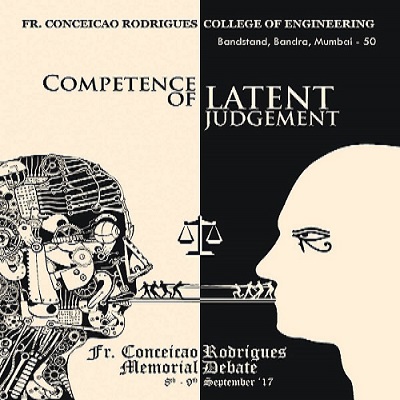 FR. CONCEICAO RODRIGUES COLLEGE OF ENGINEERING
Bandstand, Bandra, Mumbai - 50
COMPETENCE
OF LATENT
JUDGEMENT
Fr. Conceicao Rodrigues
Memorial Debate
8th - 9th September '17